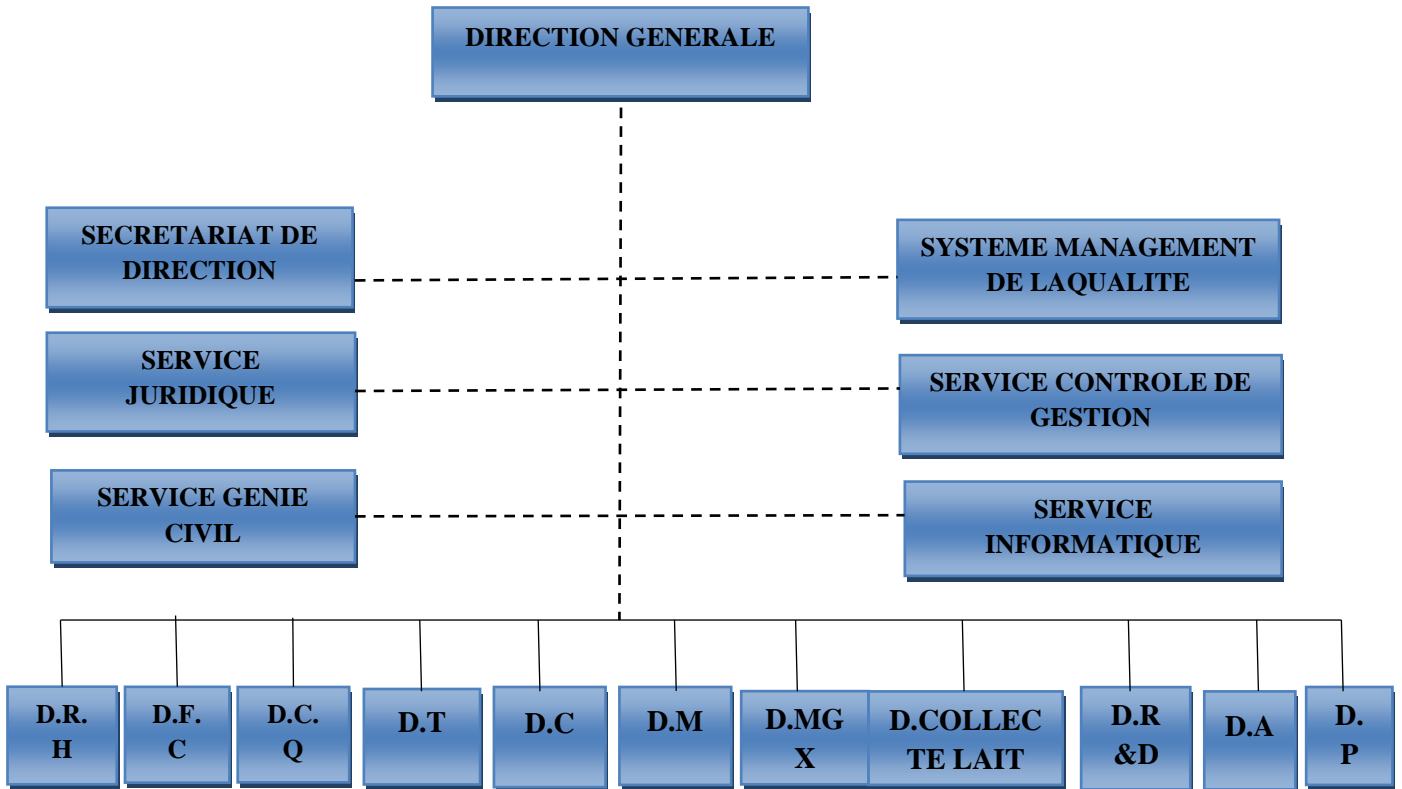 DIRECTION GENERALE
SECRETARIAT DE
DIRECTION
SYSTEME MANAGEMENT
DE LAQUALITE
SERVICE
JURIDIQUE
SERVICE CONTROLE DE
GESTION
SERVICE GENIE
CIVIL
SERVICE
INFORMATIQUE
D.R.
H
D.F.
C
D.C.
Q
D.T
D.C
D.M
D.MG
X
D.COLLEC
TE LAIT
D.R
&D
D.A
D.
P